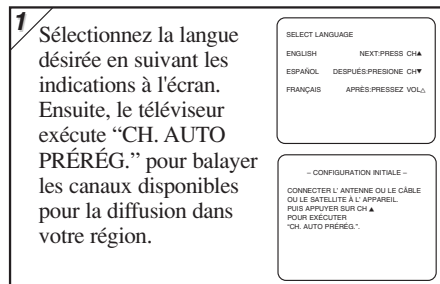 1
Sélectionnez la langue
désirée en suivant les
indications à l'écran.
Ensuite, le téléviseur
exécute “CH. AUTO
PRÉRÉG.” pour balayer
les canaux disponibles
pour la diffusion dans
votre région.
SELECT LANGUAGE
ENGLISH NEXT:PRESS CH▲
ESPAÑOL DESPUÉS:PRESIONE CH▼
FRANÇAIS APRÈS:PRESSEZ VOL△
– CONFIGURATION INITIALE –
CONNECTER L' ANTENNE OU LE CÂBLE
OU LE SATELLITE À L' APPAREIL.
PUIS APPUYER SUR CH ▲
POUR EXÉCUTER
“CH. AUTO PRÉRÉG.”.